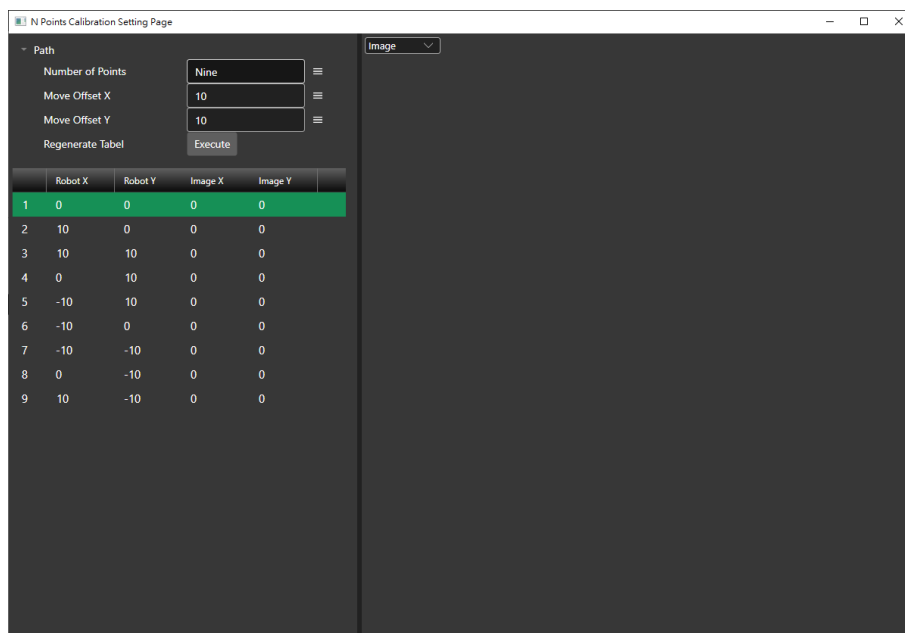 N Points Calibration Setting Page
Path
Number of Points Nine
Move Offset X 10
Move Offset Y 10
Regenerate Tabel Execute
Robot X Robot Y Image X Image Y
1 0 0 0 0
2 10 0 0 0
3 10 10 0 0
4 0 10 0 0
5 -10 10 0 0
6 -10 0 0 0
7 -10 -10 0 0
8 0 -10 0 0
9 10 -10 0 0
Image